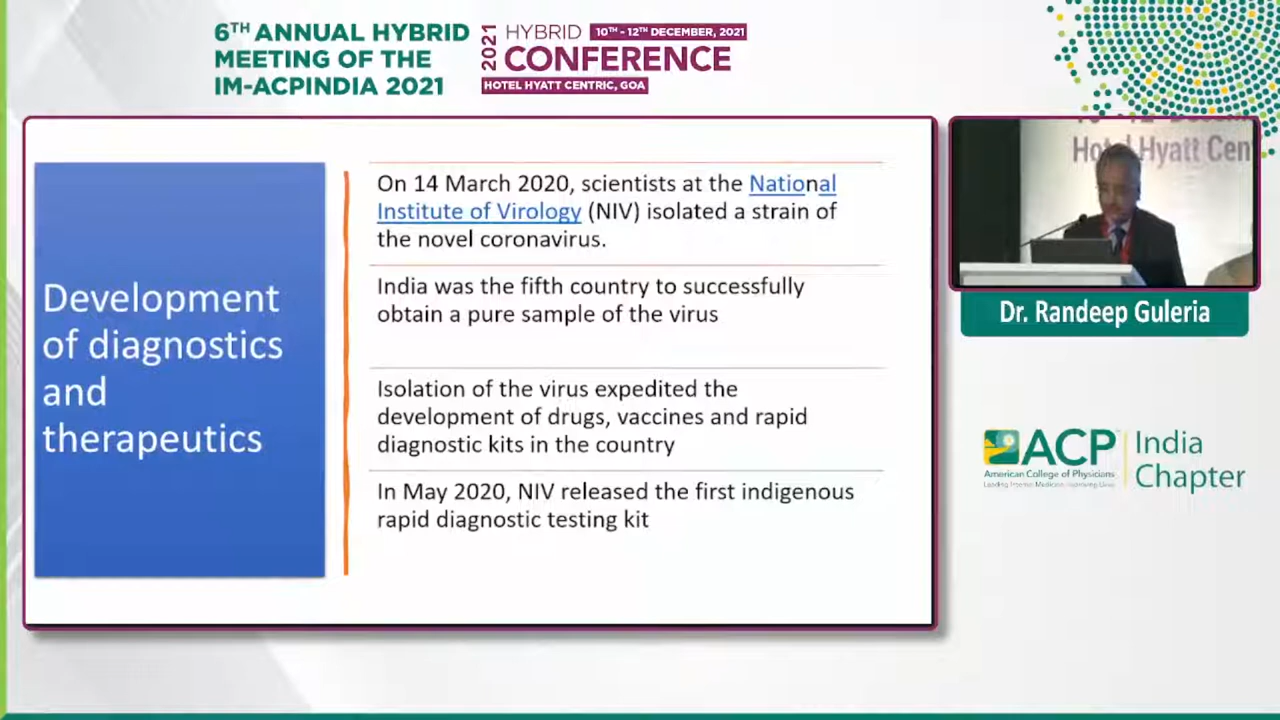 6TH ANNUAL HYBRID
MEETING OF THE
IM-ACPINDIA 2021
2021
HYBRID
10TH - 12TH DECEMBER, 2021
CONFERENCE
HOTEL HYATT CENTRIC, GOA
Development
of diagnostics
and
therapeutics
On 14 March 2020, scientists at the National
Institute of Virology (NIV) isolated a strain of
the novel coronavirus.
India was the fifth country to successfully
obtain a pure sample of the virus
Isolation of the virus expedited the
development of drugs, vaccines and rapid
diagnostic kits in the country
In May 2020, NIV released the first indigenous
rapid diagnostic testing kit
Hotel Hyatt Cen
Dr. Randeep Guleria
ACP
American College of Physicians
Leading Internal Medicine, Improving Lives
India
Chapter